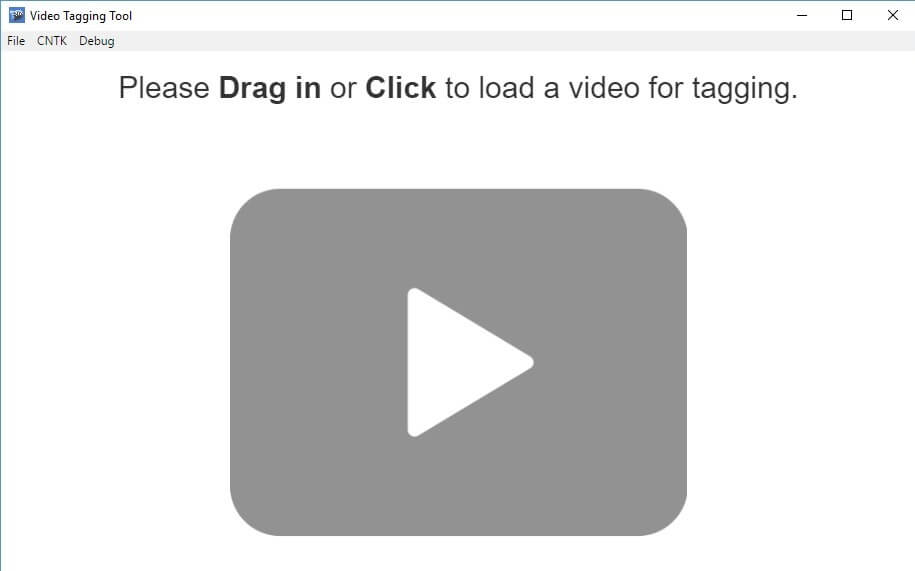 Video Tagging Tool
File CNTK Debug
Please Drag in or Click to load a video for tagging.